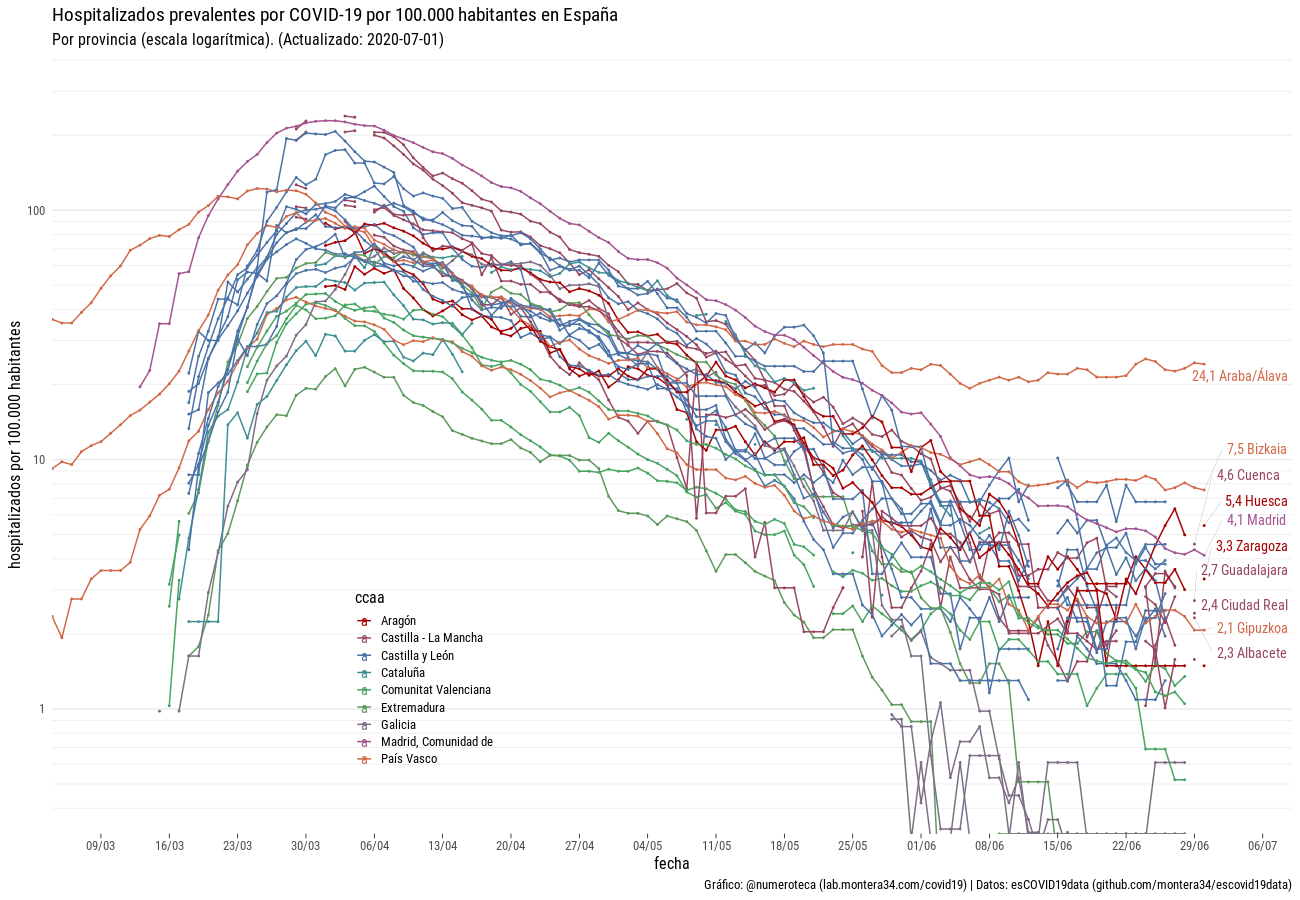 Hospitalizados prevalentes por COVID-19 por 100.000 habitantes en España
Por provincia (escala logarítmica). (Actualizado: 2020-07-01)
hospitalizados por 100.000 habitantes
100
10
1
24,1 Araba/Álava
7,5 Bizkaia
4,6 Cuenca
5,4 Huesca
4,1 Madrid
3,3 Zaragoza
2,7 Guadalajara
2,4 Ciudad Real
2,1 Gipuzkoa
2,3 Albacete
ccaa
Aragón
Castilla - La Mancha
Castilla y León
Cataluña
Comunitat Valenciana
Extremadura
Galicia
Madrid, Comunidad de
País Vasco
09/03 16/03 23/03 30/03 06/04 13/04 20/04 27/04 04/05 11/05 18/05 25/05 01/06 08/06 15/06 22/06 29/06 06/07
fecha
Gráfico: @numeroteca (lab.montera34.com/covid19) | Datos: esCOVID19data (github.com/montera34/escovid19data)